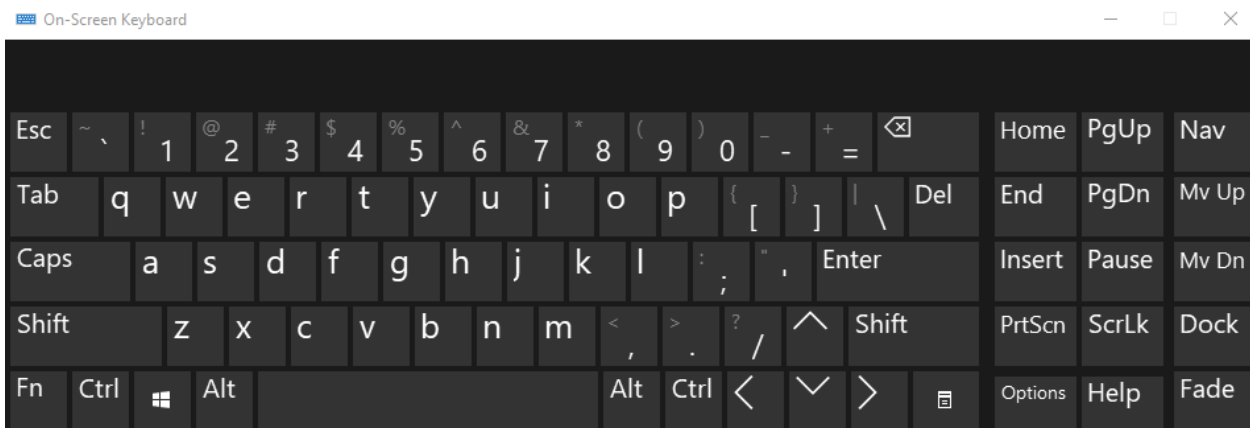 On-Screen Keyboard
Esc ~ ` ! 1 @ 2 # 3 $ 4 % 5 ^ 6 & 7 * 8 ( 9 ) 0 _ - + = Home PgUp Nav
Tab q w e r t y u i o p { [ } ] | \ Del End PgDn Mv Up
Caps a s d f g h j k l : ; " ' Enter Insert Pause Mv Dn
Shift z x c v b n m < , > . ? / Shift PrtScn ScrLk Dock
Fn Ctrl Alt Alt Ctrl Options Help Fade